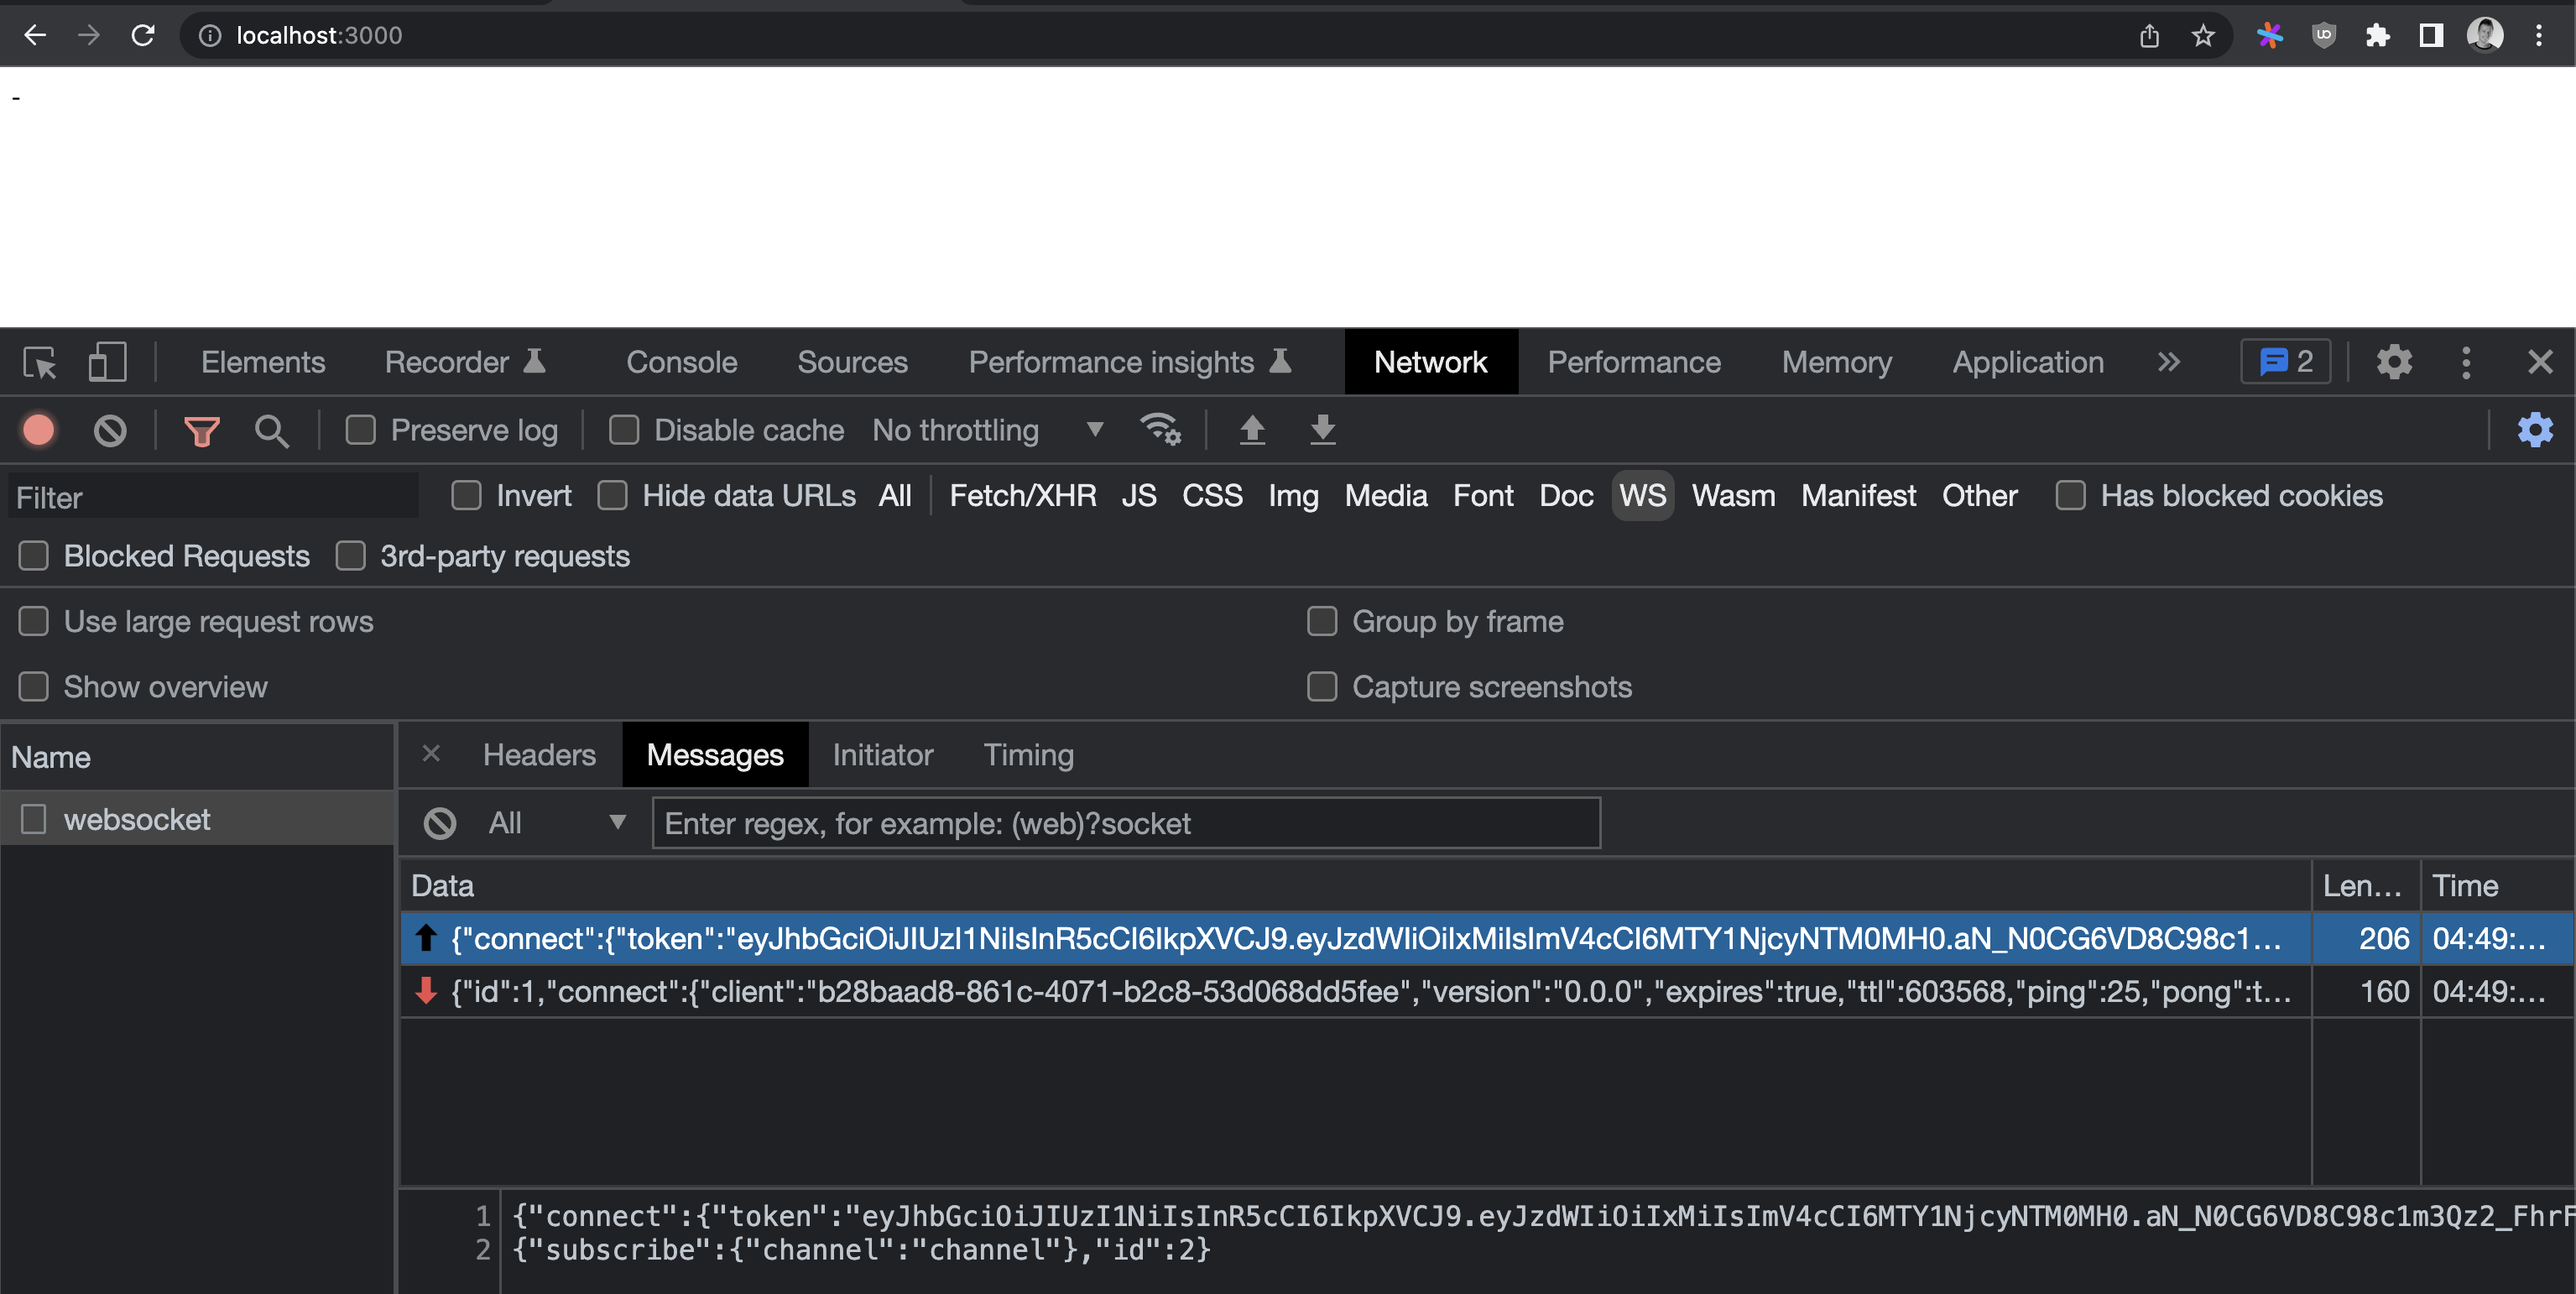 localhost:3000
-
Elements Recorder Console Sources Performance insights Network Performance Memory Application » 2
Preserve log Disable cache No throttling
Filter Invert Hide data URLs All Fetch/XHR JS CSS Img Media Font Doc WS Wasm Manifest Other Has blocked cookies
Blocked Requests 3rd-party requests
Use large request rows Group by frame
Show overview Capture screenshots
Name × Headers Messages Initiator Timing
websocket All Enter regex, for example: (web)?socket
Data Len… Time
{"connect":{"token":"eyJhbGciOiJIUzI1NiIsInR5cCI6IkpXVCJ9.eyJzdWIiOiIxMiIsImV4cCI6MTY1NjcyNTM0MH0.aN_N0CG6VD8C98c1… 206 04:49:…
{"id":1,"connect":{"client":"b28baad8-861c-4071-b2c8-53d068dd5fee","version":"0.0.0","expires":true,"ttl":603568,"ping":25,"pong":t… 160 04:49:…
1 {"connect":{"token":"eyJhbGciOiJIUzI1NiIsInR5cCI6IkpXVCJ9.eyJzdWIiOiIxMiIsImV4cCI6MTY1NjcyNTM0MH0.aN_N0CG6VD8C98c1m3Qz2_FhrF
2 {"subscribe":{"channel":"channel"},"id":2}